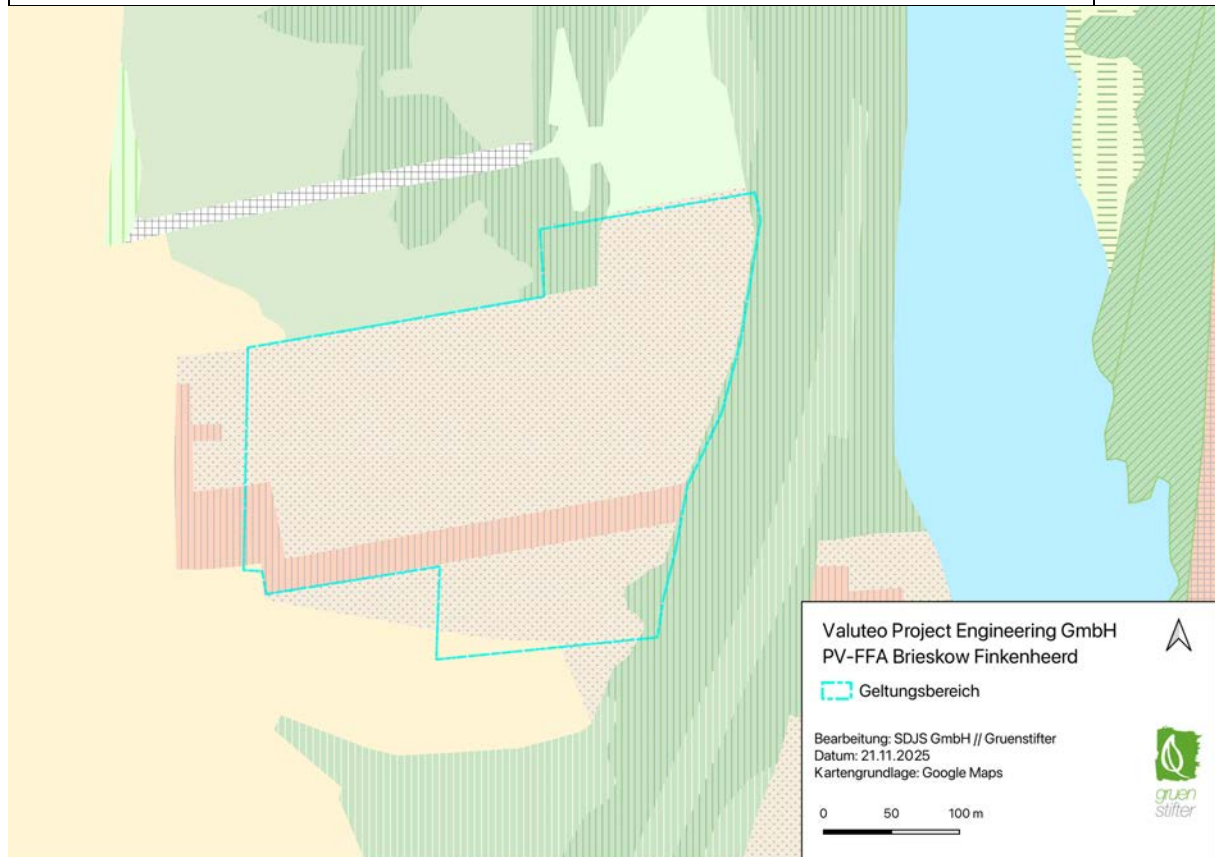 Valuteo Project Engineering GmbH
PV-FFA Brieskow Finkenheerd
Geltungsbereich
Bearbeitung: SDJS GmbH // Gruenstifter
Datum: 21.11.2025
Kartengrundlage: Google Maps
0 50 100 m
gruen
stifter